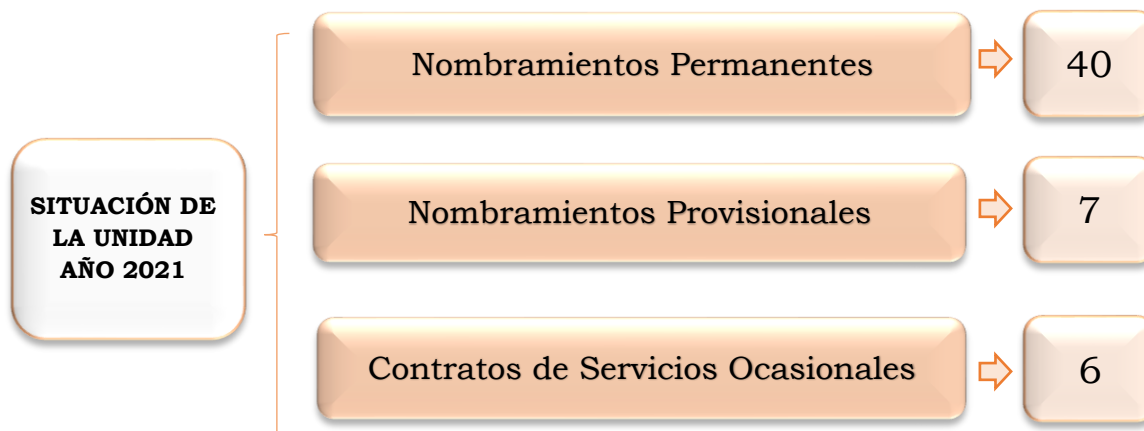 SITUACIÓN DE
LA UNIDAD
AÑO 2021
Nombramientos Permanentes
40
Nombramientos Provisionales
7
Contratos de Servicios Ocasionales
6